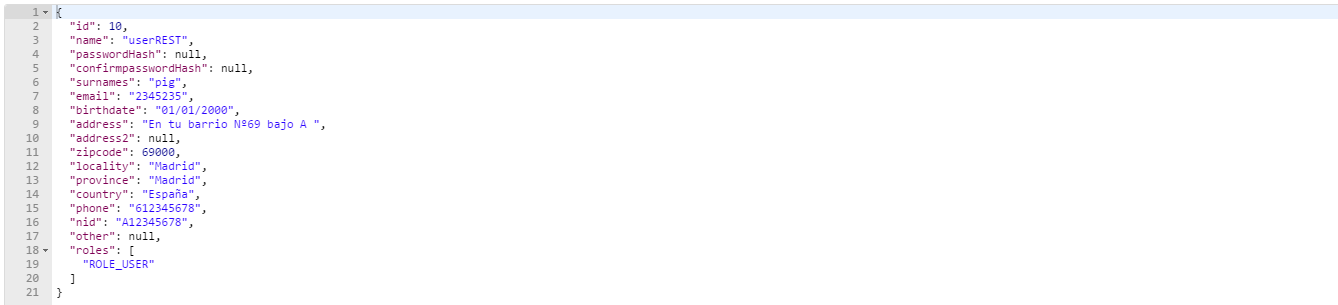 1 {
2 "id": 10,
3 "name": "userREST",
4 "passwordHash": null,
5 "confirmpasswordHash": null,
6 "surnames": "pig",
7 "email": "2345235",
8 "birthdate": "01/01/2000",
9 "address": "En tu barrio Nº69 bajo A ",
10 "address2": null,
11 "zipcode": 69000,
12 "locality": "Madrid",
13 "province": "Madrid",
14 "country": "España",
15 "phone": "612345678",
16 "nid": "A12345678",
17 "other": null,
18 "roles": [
19 "ROLE_USER"
20 ]
21 }